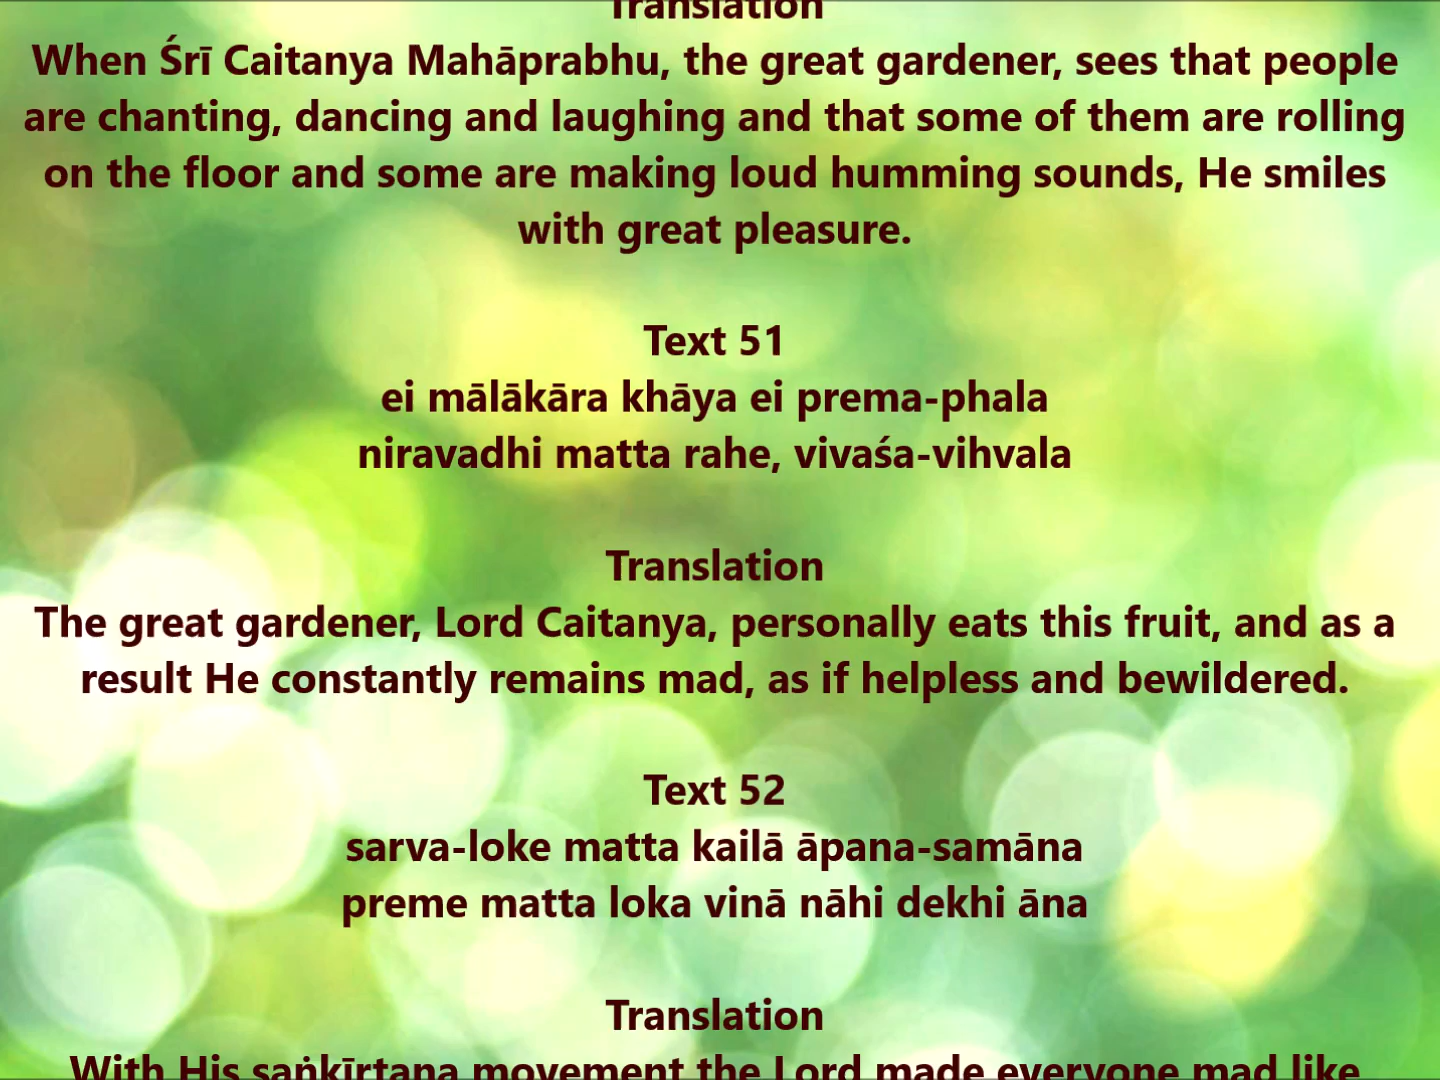 Translation
When Śrī Caitanya Mahāprabhu, the great gardener, sees that people
are chanting, dancing and laughing and that some of them are rolling
on the floor and some are making loud humming sounds, He smiles
with great pleasure.
Text 51
ei mālākāra khāya ei prema-phala
niravadhi matta rahe, vivaśa-vihvala
Translation
The great gardener, Lord Caitanya, personally eats this fruit, and as a
result He constantly remains mad, as if helpless and bewildered.
Text 52
sarva-loke matta kailā āpana-samāna
preme matta loka vinā nāhi dekhi āna
Translation
With His saṅkīrtana movement the Lord made everyone mad like